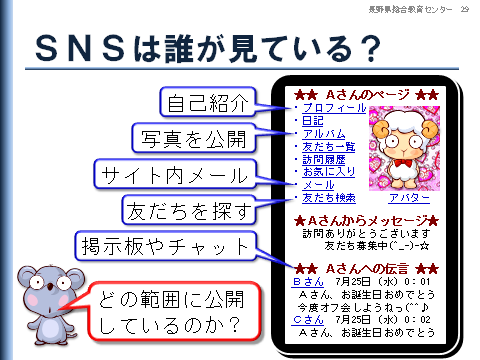 長野県総合教育センター 29
ＳＮＳは誰が見ている？
自己紹介
写真を公開
サイト内メール
友だちを探す
掲示板やチャット
どの範囲に公開
しているのか？
★★ Aさんのページ ★★
・プロフィール
・日記
・アルバム
・友だち一覧
・訪問履歴
・お気に入り
・メール
・友だち検索
アバター
★Aさんからメッセージ★
訪問ありがとうございます
友だち募集中(^_-)-☆
★★ Aさんへの伝言 ★★
Ｂさん 7月25日（水）0：01
Ａさん、お誕生日おめでとう
今度オフ会しようねっ(^^♪
Ｃさん 7月25日（水）0：02
Ａさん、お誕生日おめでとう